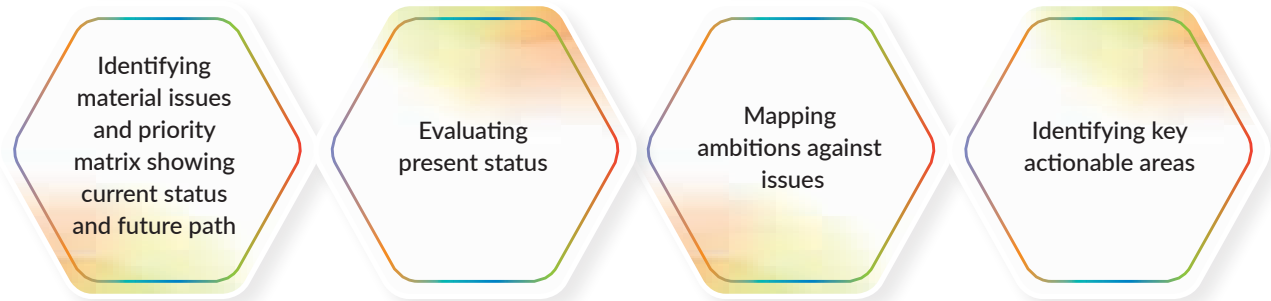 Identifying
material issues
and priority
matrix showing
current status
and future path
Evaluating
present status
Mapping
ambitions against
issues
Identifying key
actionable areas